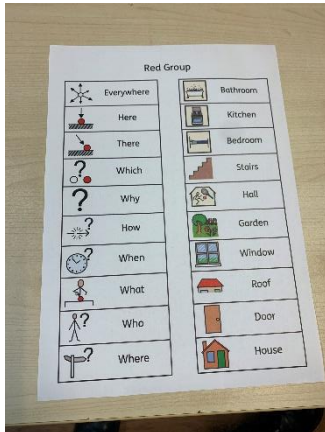 Red Group
Everywhere
Here
There
Which
Why
How
When
What
Who
Where
Bathroom
Kitchen
Bedroom
Stairs
Hall
Garden
Window
Roof
Door
House